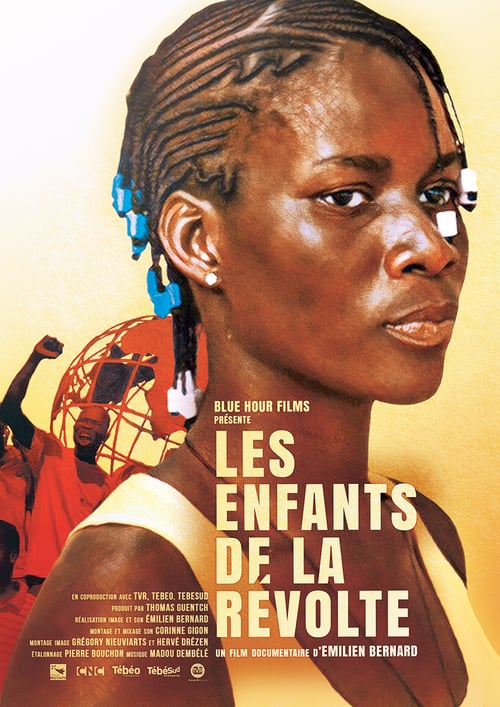 BLUE HOUR FILMS
PRÉSENTE
LES
ENFANTS
DE LA
RÉVOLTE
EN COPRODUCTION AVEC TVR, TEBEO, TEBESUD
PRODUIT PAR THOMAS GUENTCH
RÉALISATION IMAGE ET SON ÉMILIEN BERNARD
MONTAGE ET MIXAGE SON CORINNE GIGON
MONTAGE IMAGE GRÉGORY NIEUVIARTS ET HERVÉ DRÉZEN
ÉTALONNAGE PIERRE BOUCHON MUSIQUE MADOU DEMBÉLÉ
UN FILM DOCUMENTAIRE D'EMILIEN BERNARD
CNC Tébéo TébéSud TVR